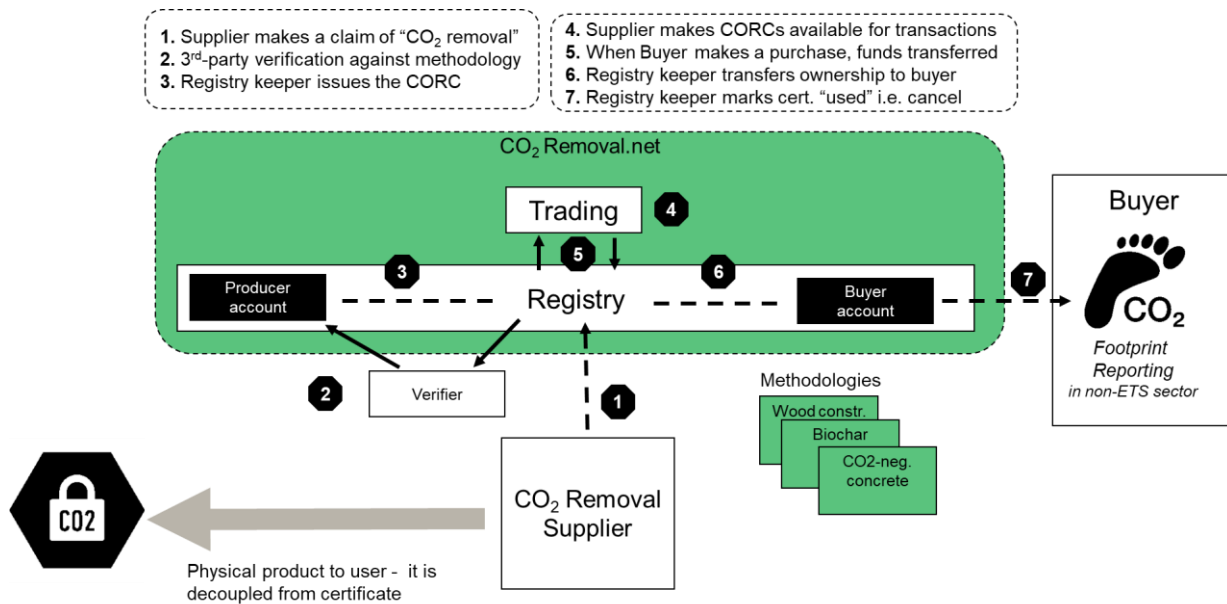 1. Supplier makes a claim of “CO₂ removal”
2. 3ʳᵈ-party verification against methodology
3. Registry keeper issues the CORC
4. Supplier makes CORCs available for transactions
5. When Buyer makes a purchase, funds transferred
6. Registry keeper transfers ownership to buyer
7. Registry keeper marks cert. “used” i.e. cancel
CO₂ Removal.net
Trading
4
5
3
6
Producer
account
Registry
Buyer
account
7
Buyer
CO₂
Footprint
Reporting
in non-ETS sector
2
Verifier
1
Methodologies
Wood constr.
Biochar
CO2-neg.
concrete
CO₂ Removal
Supplier
CO2
Physical product to user - it is
decoupled from certificate